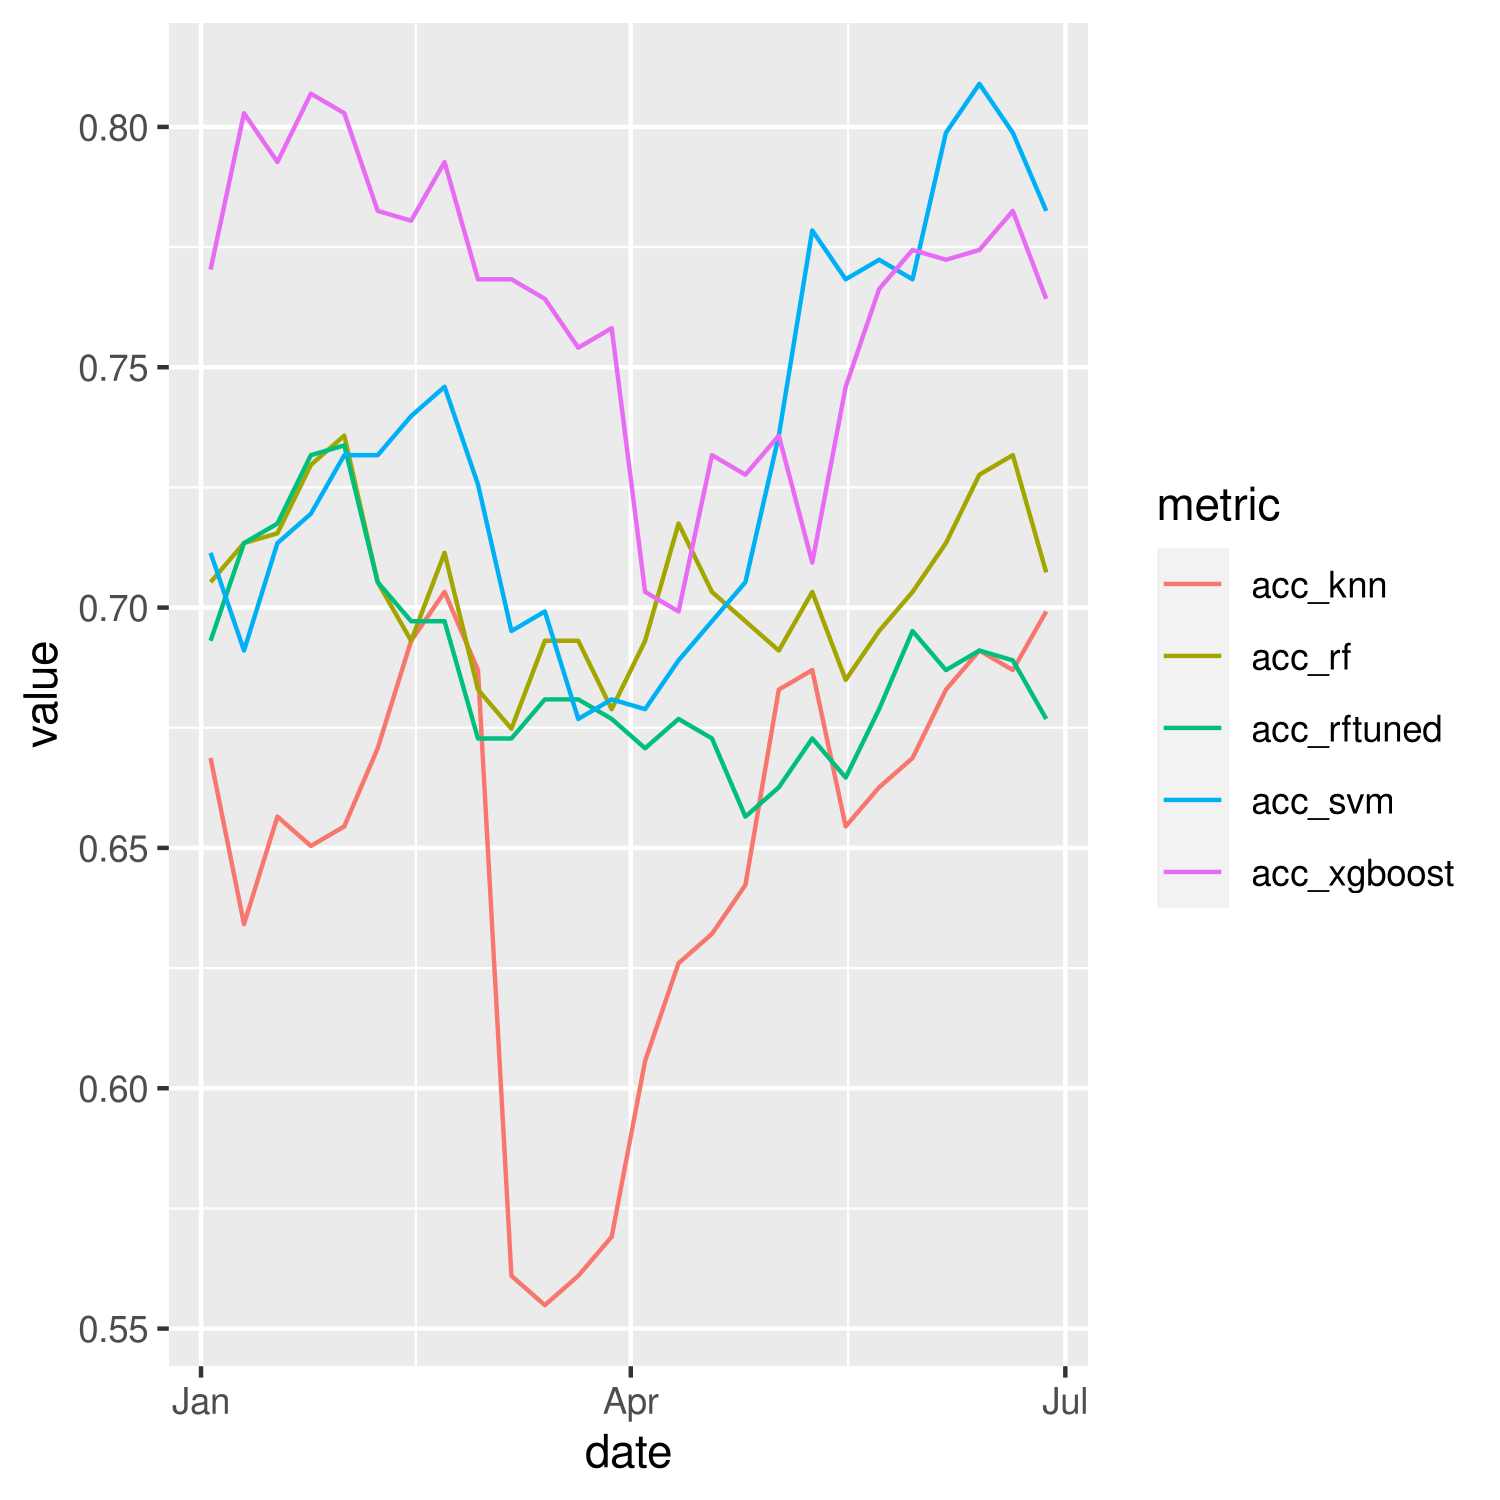 0.80
0.75
0.70
0.65
0.60
0.55
value
Jan
Apr
Jul
date
metric
acc_knn
acc_rf
acc_rftuned
acc_svm
acc_xgboost